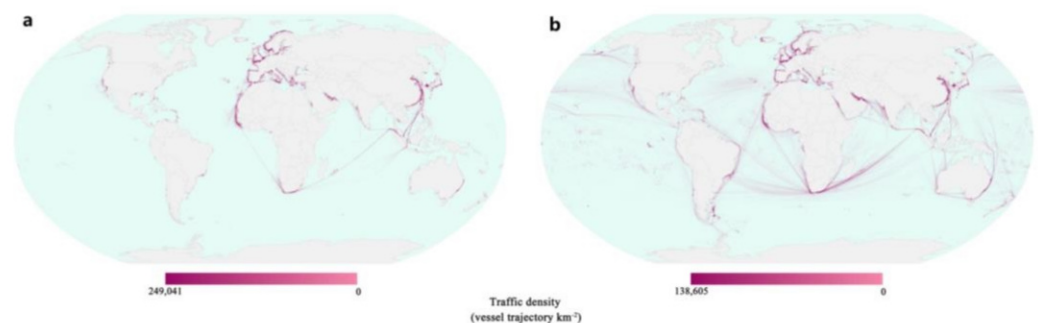 a
b
249,041 0
138,605 0
Traffic density
(vessel trajectory km⁻²)